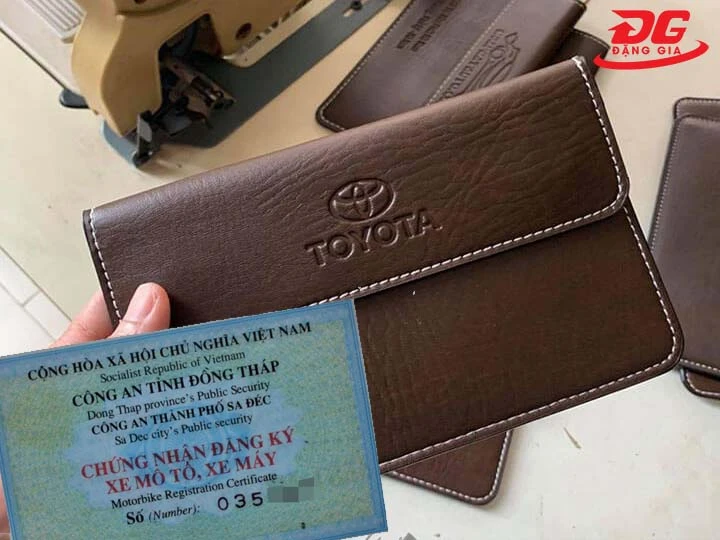 ĐG
ĐẶNG GIA
TOYOTA
CỘNG HÒA XÃ HỘI CHỦ NGHĨA VIỆT NAM
Socialist Republic of Vietnam
CÔNG AN TỈNH ĐỒNG THÁP
Dong Thap province's Public Security
CÔNG AN THÀNH PHỐ SA ĐÉC
Sa Dec city's Public security
CHỨNG NHẬN ĐĂNG KÝ
XE MÔ TÔ, XE MÁY
Motorbike Registration Certificate
Số (Number): 035